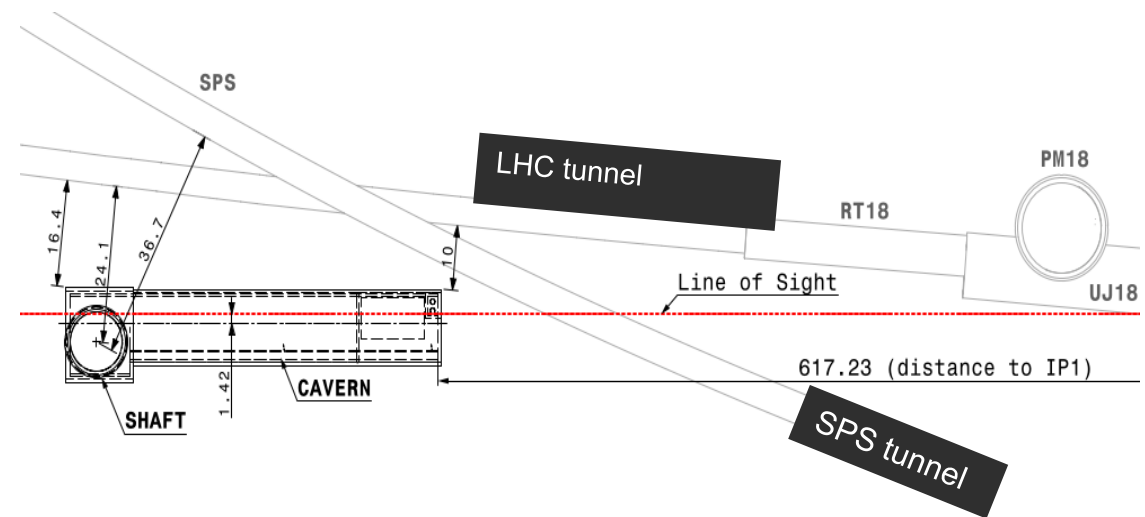 SPS
LHC tunnel
PM18
RT18
16.4
24.1
36.7
10
Line of Sight
UJ18
617.23 (distance to IP1)
1.42
CAVERN
SHAFT
SPS tunnel